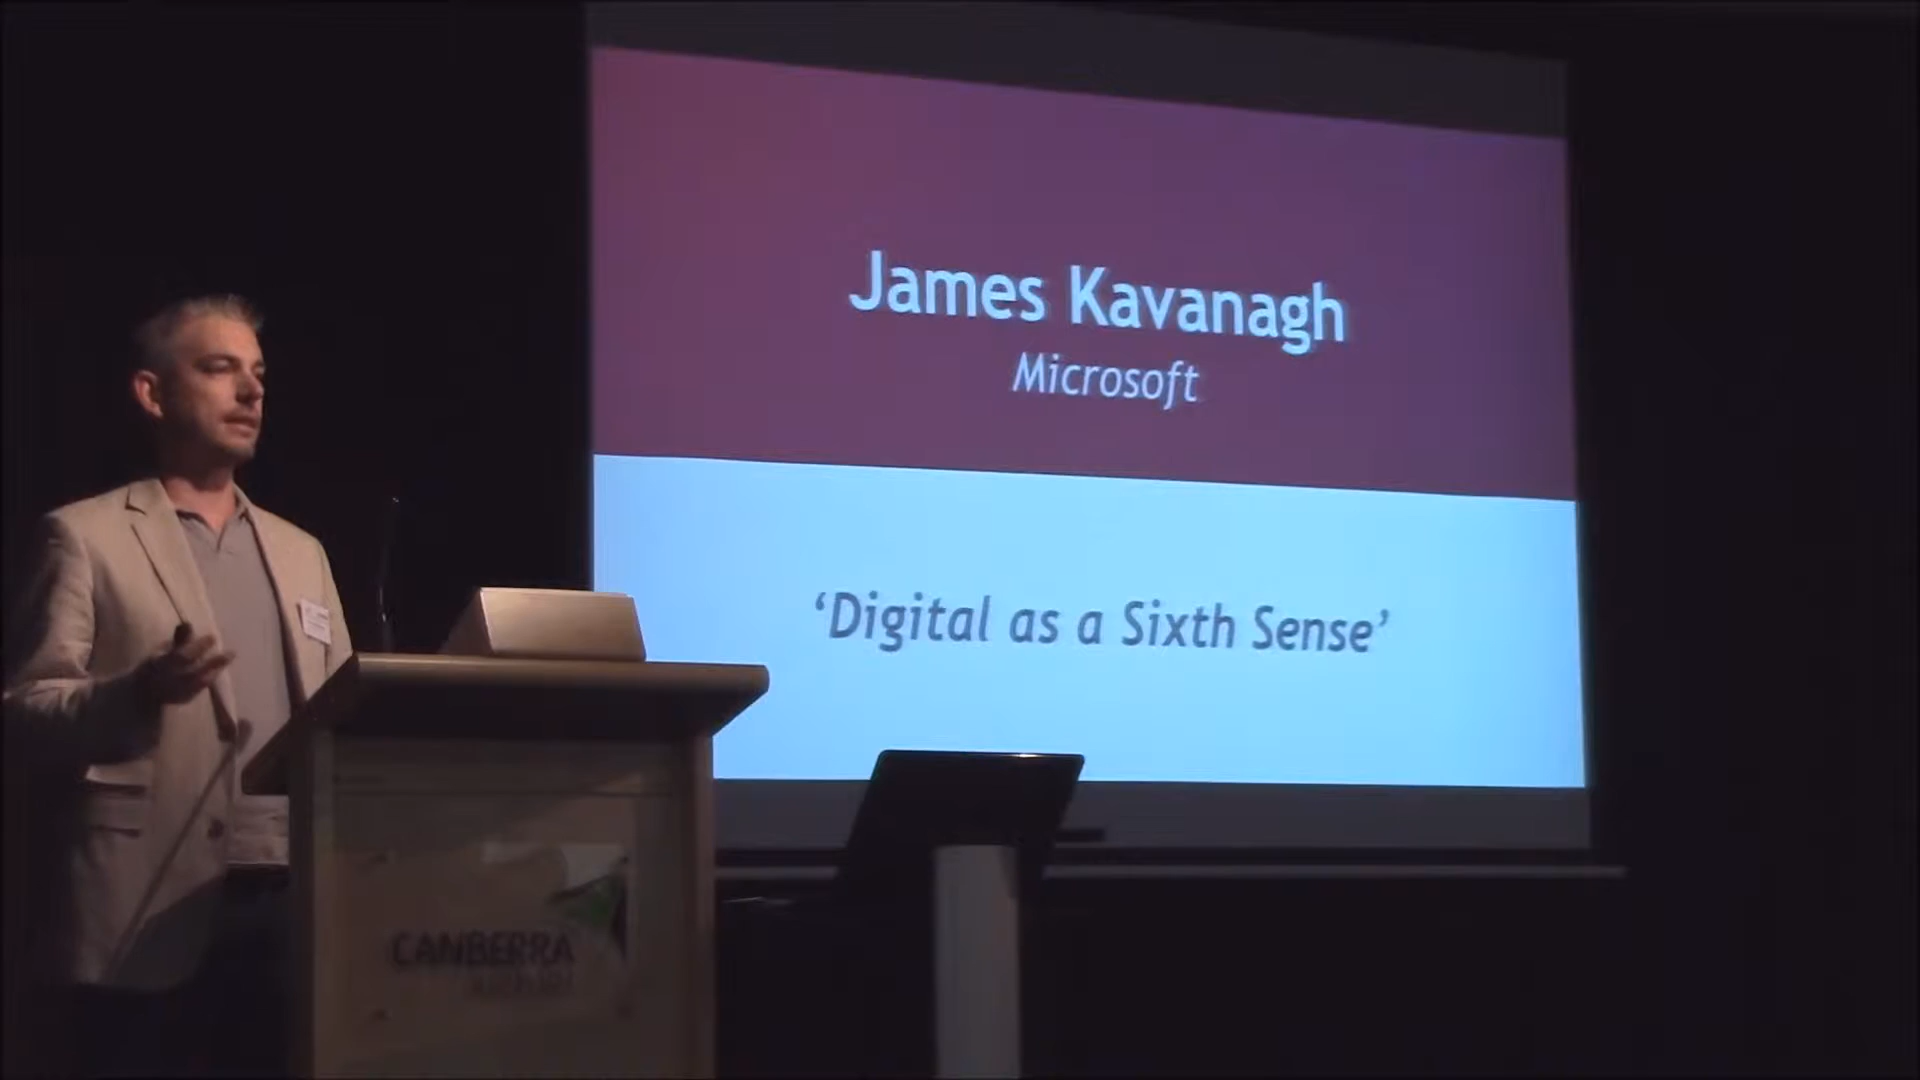 James Kavanagh
Microsoft
‘Digital as a Sixth Sense’
CANBERRA